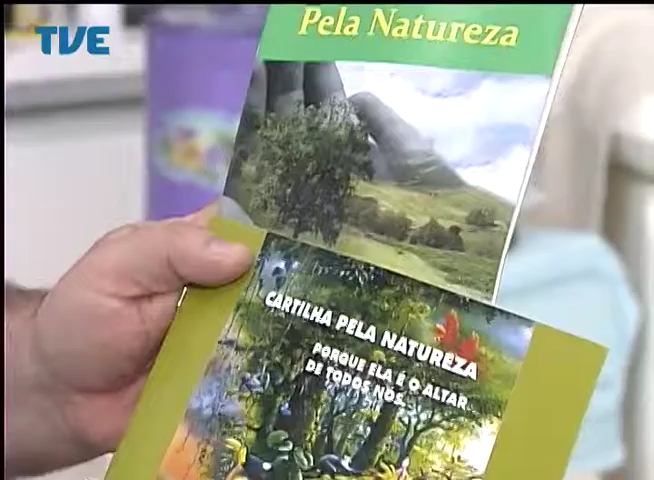 TVE
Pela Natureza
CARTILHA PELA NATUREZA
PORQUE ELA É O ALTAR
DE TODOS NÓS.